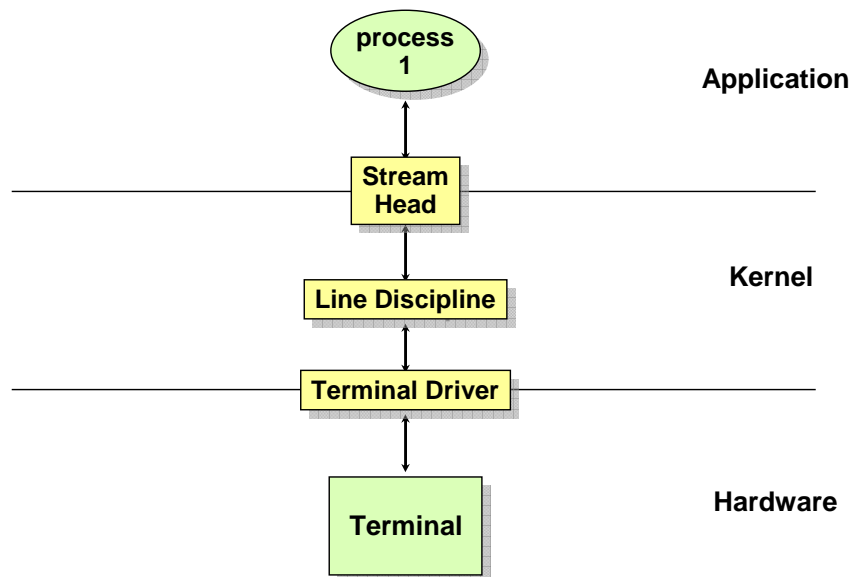 process
1
Application
Stream
Head
Kernel
Line Discipline
Terminal Driver
Hardware
Terminal